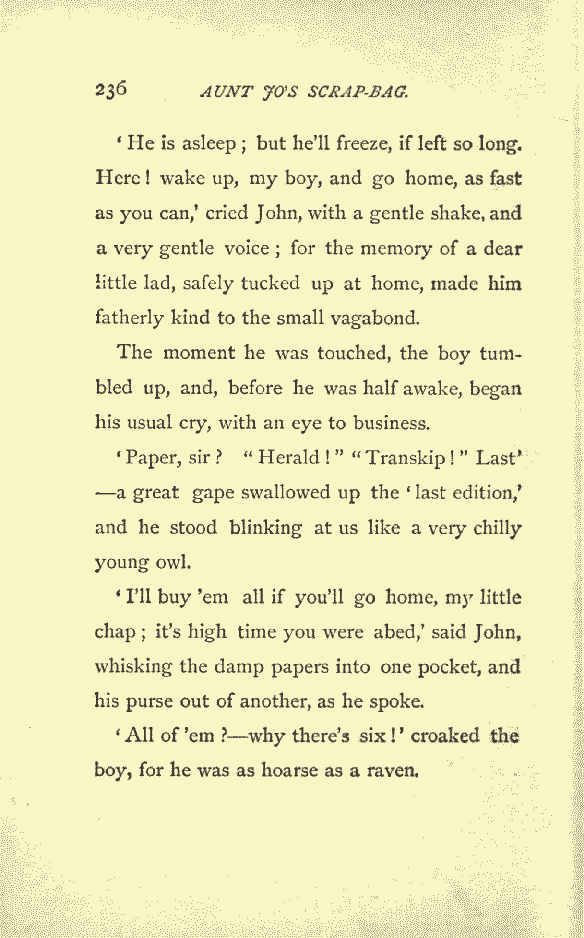 236 AUNT JO'S SCRAP-BAG.
‘ He is asleep ; but he'll freeze, if left so long.
Here ! wake up, my boy, and go home, as fast
as you can,’ cried John, with a gentle shake, and
a very gentle voice ; for the memory of a dear
little lad, safely tucked up at home, made him
fatherly kind to the small vagabond.
The moment he was touched, the boy tum-
bled up, and, before he was half awake, began
his usual cry, with an eye to business.
‘ Paper, sir ? “ Herald ! ” “ Transkip ! ” Last’
—a great gape swallowed up the ‘ last edition,’
and he stood blinking at us like a very chilly
young owl.
‘ I'll buy 'em all if you'll go home, my little
chap ; it's high time you were abed,’ said John,
whisking the damp papers into one pocket, and
his purse out of another, as he spoke.
‘ All of 'em ?—why there's six ! ’ croaked the
boy, for he was as hoarse as a raven.